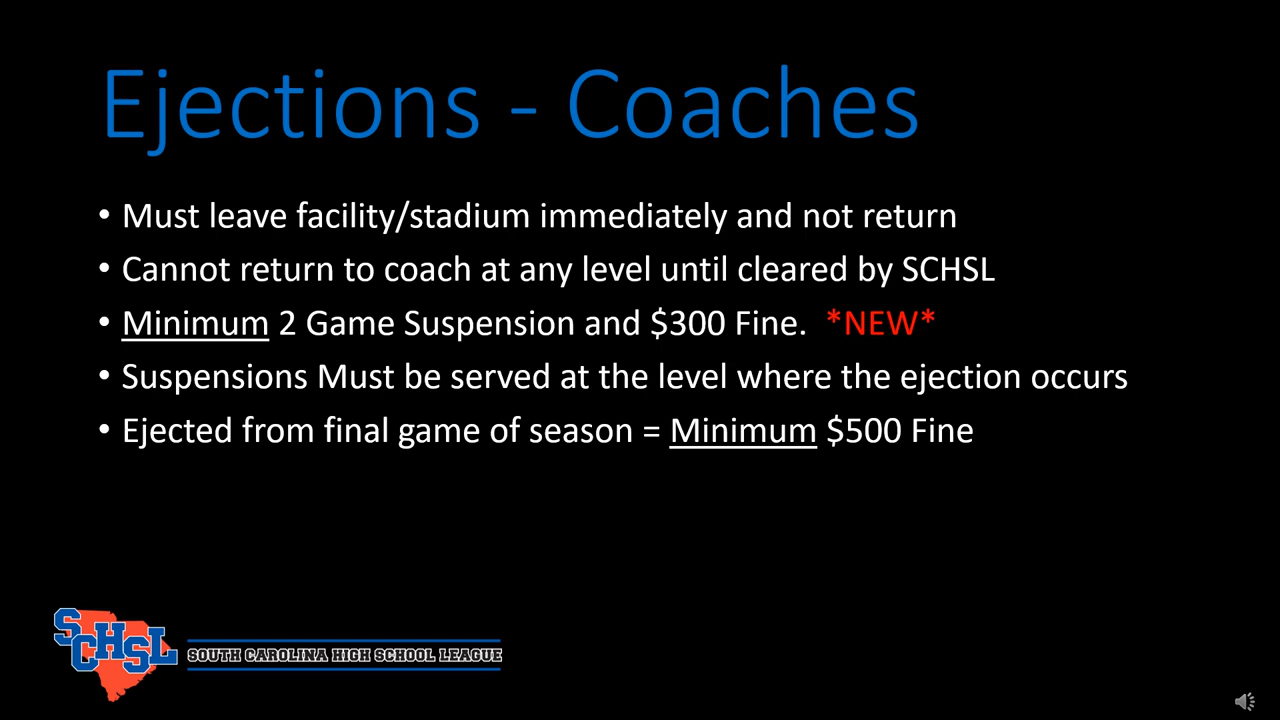 Ejections - Coaches
• Must leave facility/stadium immediately and not return
• Cannot return to coach at any level until cleared by SCHSL
• Minimum 2 Game Suspension and $300 Fine.  *NEW*
• Suspensions Must be served at the level where the ejection occurs
• Ejected from final game of season = Minimum $500 Fine
SCHSL
SOUTH CAROLINA HIGH SCHOOL LEAGUE